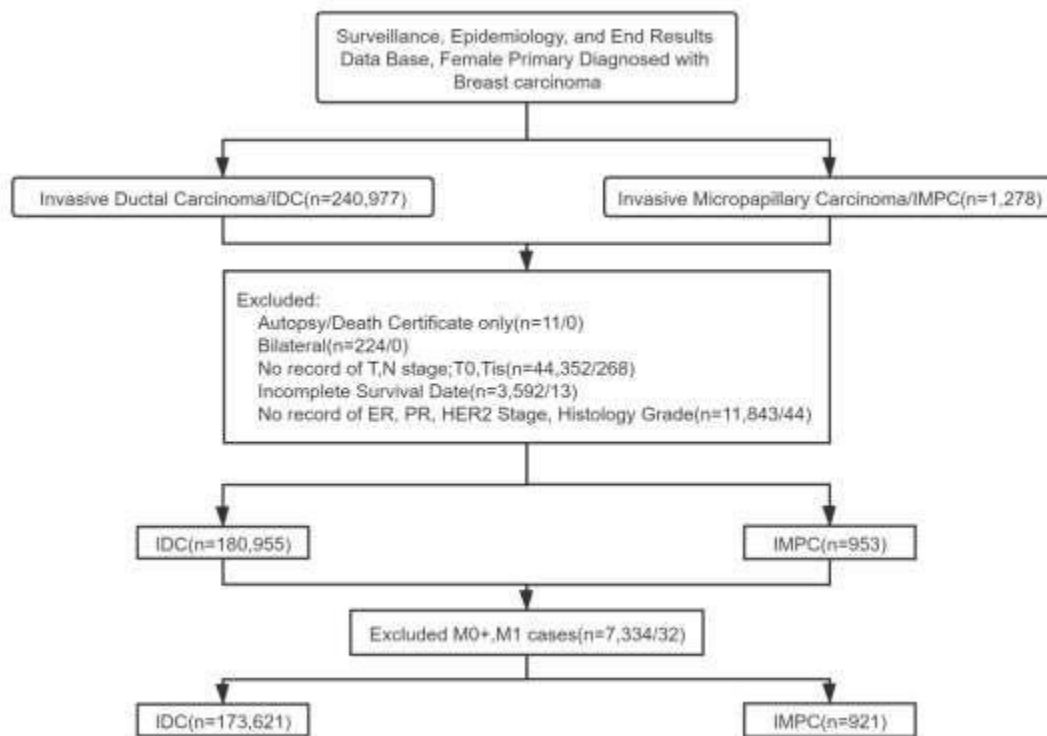 Surveillance, Epidemiology, and End Results
Data Base, Female Primary Diagnosed with
Breast carcinoma
Invasive Ductal Carcinoma/IDC(n=240,977)
Invasive Micropapillary Carcinoma/IMPC(n=1,278)
Excluded:
Autopsy/Death Certificate only(n=11/0)
Bilateral(n=224/0)
No record of T,N stage;T0,Tis(n=44,352/268)
Incomplete Survival Date(n=3,592/13)
No record of ER, PR, HER2 Stage, Histology Grade(n=11,843/44)
IDC(n=180,955)
IMPC(n=953)
Excluded M0+,M1 cases(n=7,334/32)
IDC(n=173,621)
IMPC(n=921)